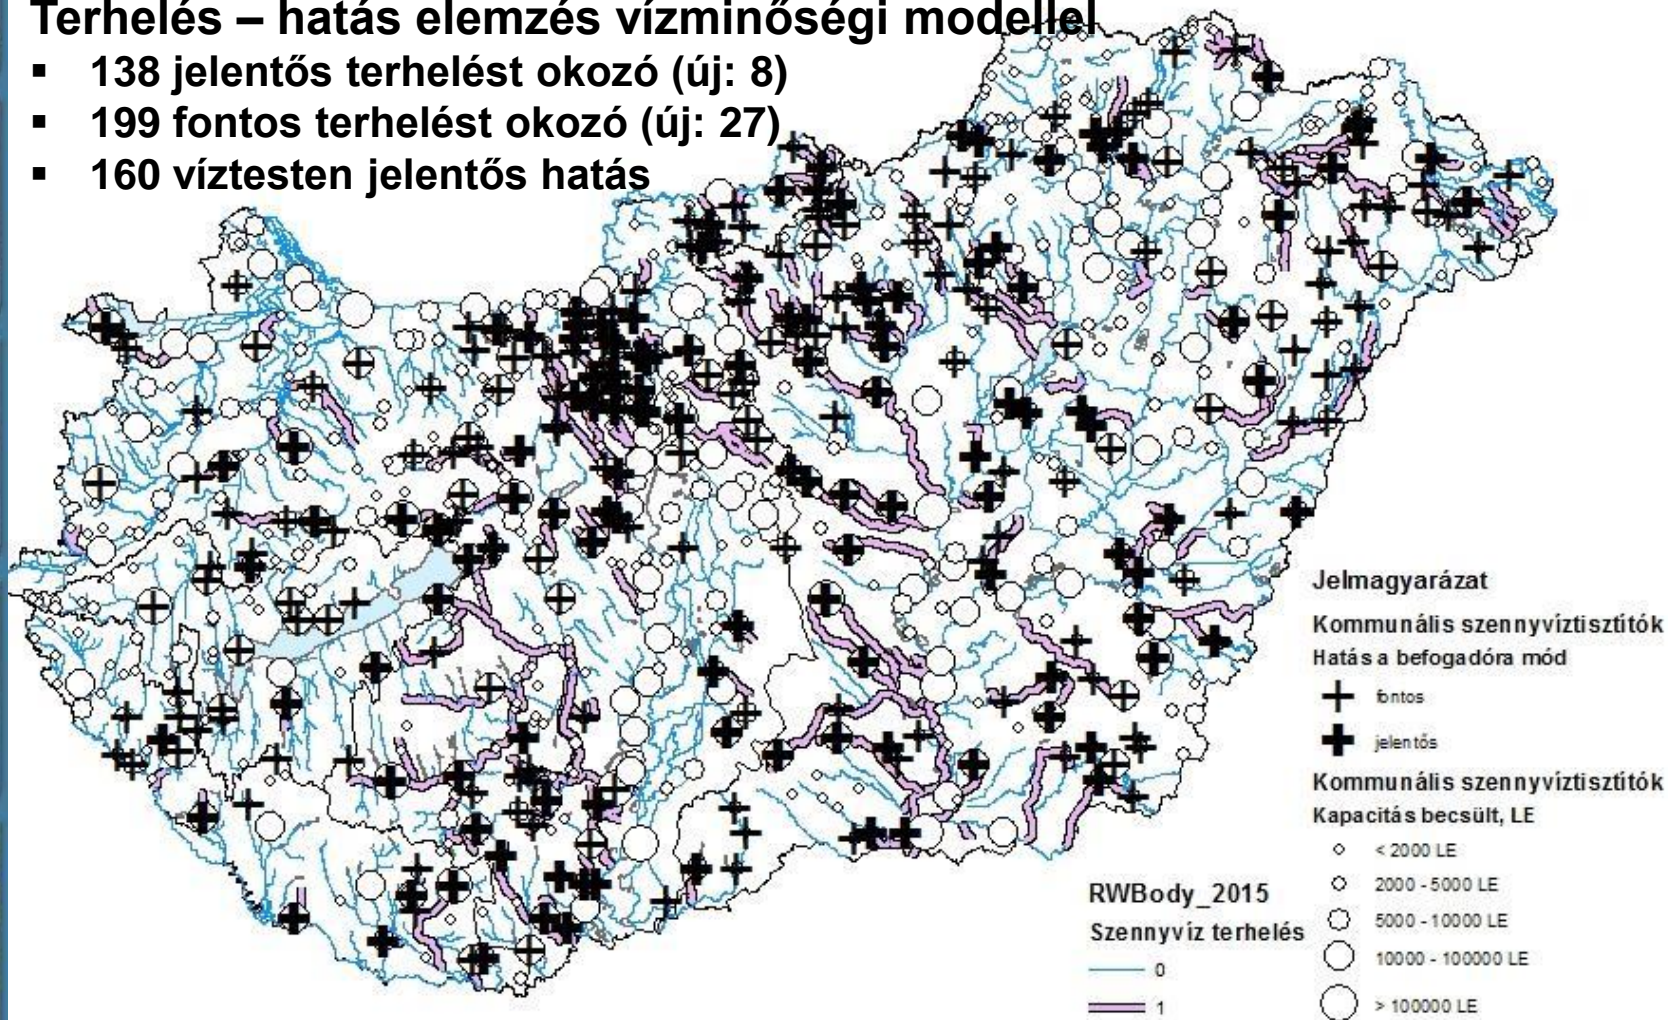 Terhelés – hatás elemzés vízminőségi modellel
▪ 138 jelentős terhelést okozó (új: 8)
▪ 199 fontos terhelést okozó (új: 27)
▪ 160 víztesten jelentős hatás
Jelmagyarázat
Kommunális szennyvíztisztítók
Hatás a befogadóra mód
fontos
jelentős
Kommunális szennyvíztisztítók
Kapacitás becsült, LE
< 2000 LE
2000 - 5000 LE
5000 - 10000 LE
10000 - 100000 LE
> 100000 LE
RWBody_2015
Szennyvíz terhelés
0
1